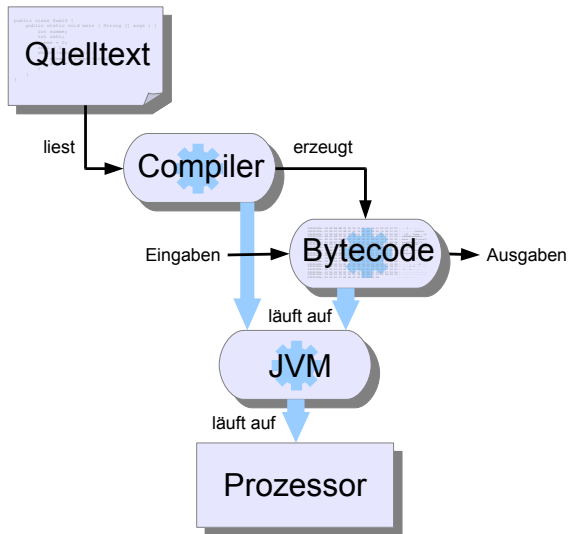 Quelltext
liest
Compiler
erzeugt
Eingaben
Bytecode
Ausgaben
läuft auf
JVM
läuft auf
Prozessor